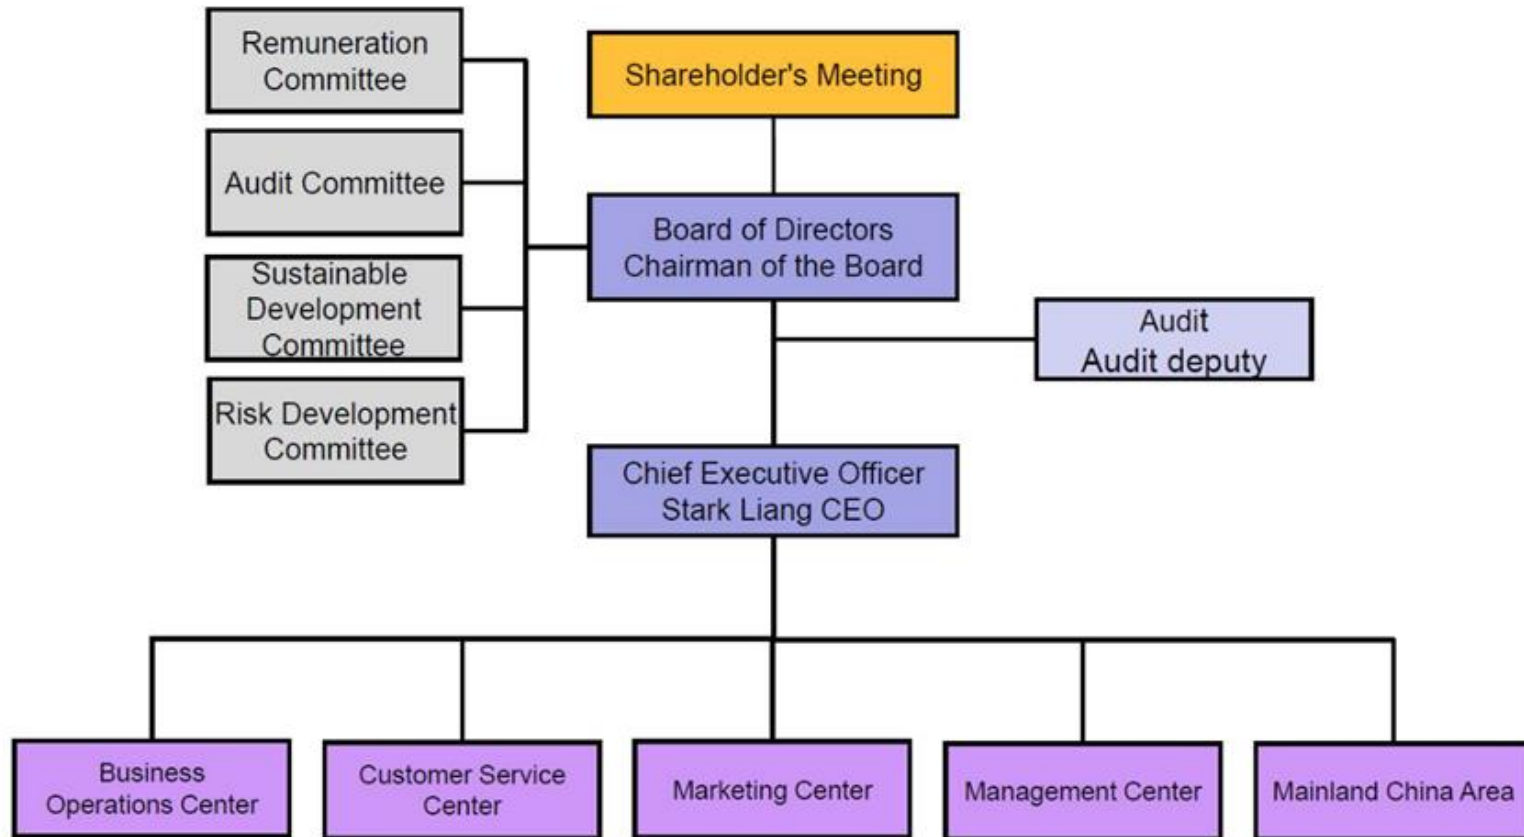 Remuneration
Committee
Shareholder's Meeting
Audit Committee
Board of Directors
Chairman of the Board
Sustainable
Development
Committee
Audit
Audit deputy
Risk Development
Committee
Chief Executive Officer
Stark Liang CEO
Business
Operations Center
Customer Service
Center
Marketing Center
Management Center
Mainland China Area